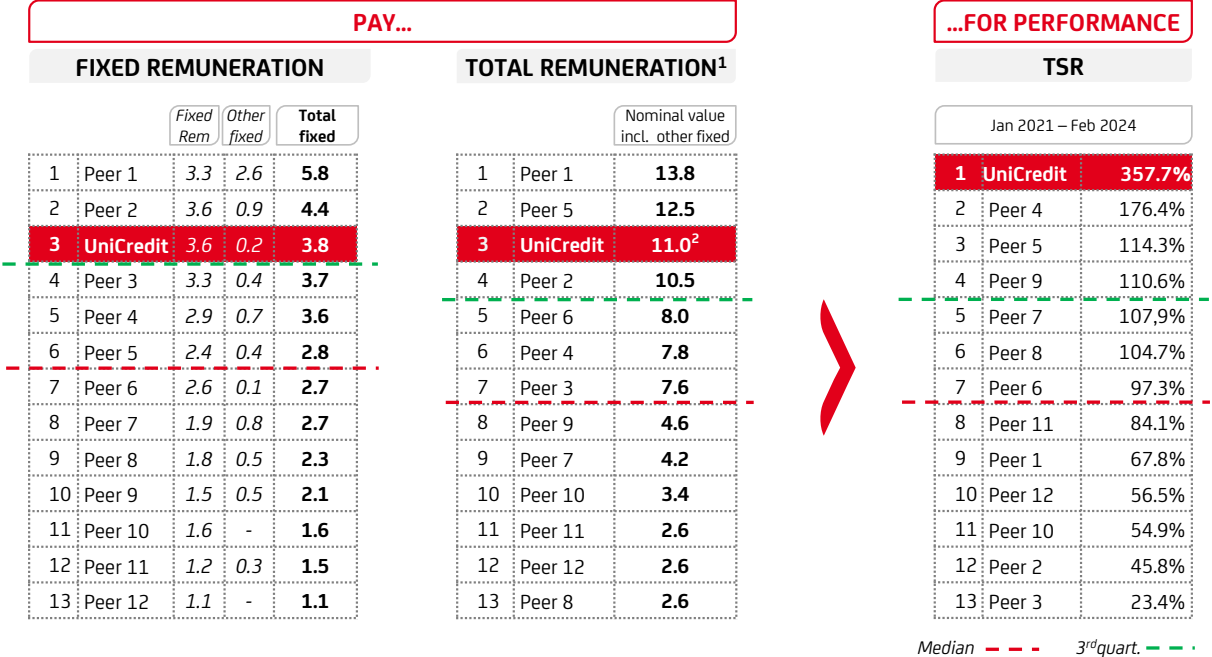 PAY...
...FOR PERFORMANCE
FIXED REMUNERATION
TOTAL REMUNERATION¹
TSR
Fixed Rem
Other fixed
Total fixed
Nominal value
incl. other fixed
Jan 2021 – Feb 2024
1 Peer 1 3.3 2.6 5.8
2 Peer 2 3.6 0.9 4.4
3 UniCredit 3.6 0.2 3.8
4 Peer 3 3.3 0.4 3.7
5 Peer 4 2.9 0.7 3.6
6 Peer 5 2.4 0.4 2.8
7 Peer 6 2.6 0.1 2.7
8 Peer 7 1.9 0.8 2.7
9 Peer 8 1.8 0.5 2.3
10 Peer 9 1.5 0.5 2.1
11 Peer 10 1.6 - 1.6
12 Peer 11 1.2 0.3 1.5
13 Peer 12 1.1 - 1.1
1 Peer 1 13.8
2 Peer 5 12.5
3 UniCredit 11.0²
4 Peer 2 10.5
5 Peer 6 8.0
6 Peer 4 7.8
7 Peer 3 7.6
8 Peer 9 4.6
9 Peer 7 4.2
10 Peer 10 3.4
11 Peer 11 2.6
12 Peer 12 2.6
13 Peer 8 2.6
1 UniCredit 357.7%
2 Peer 4 176.4%
3 Peer 5 114.3%
4 Peer 9 110.6%
5 Peer 7 107,9%
6 Peer 8 104.7%
7 Peer 6 97.3%
8 Peer 11 84.1%
9 Peer 1 67.8%
10 Peer 12 56.5%
11 Peer 10 54.9%
12 Peer 2 45.8%
13 Peer 3 23.4%
Median 3rdquart.